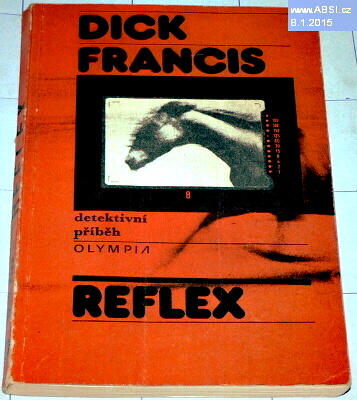 © www.ABSI.cz
8.1.2015
DICK
FRANCIS
8
detektivní
příběh
OLYMPIA
REFLEX